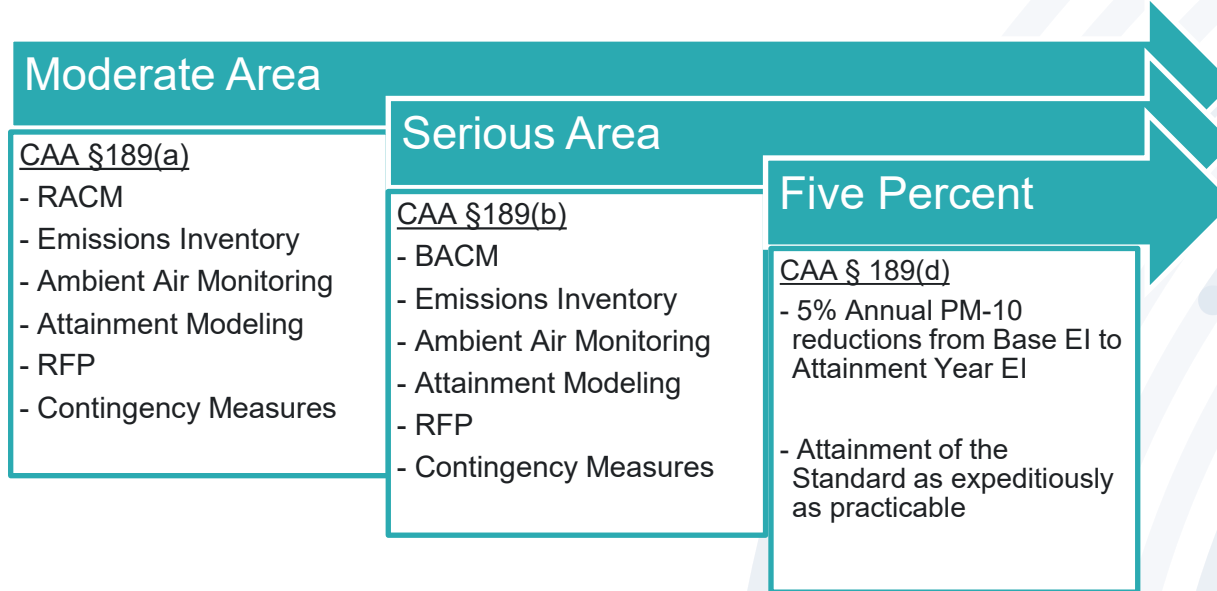 Moderate Area
CAA §189(a)
- RACM
- Emissions Inventory
- Ambient Air Monitoring
- Attainment Modeling
- RFP
- Contingency Measures
Serious Area
CAA §189(b)
- BACM
- Emissions Inventory
- Ambient Air Monitoring
- Attainment Modeling
- RFP
- Contingency Measures
Five Percent
CAA § 189(d)
- 5% Annual PM-10
reductions from Base EI to
Attainment Year EI
- Attainment of the
Standard as expeditiously
as practicable